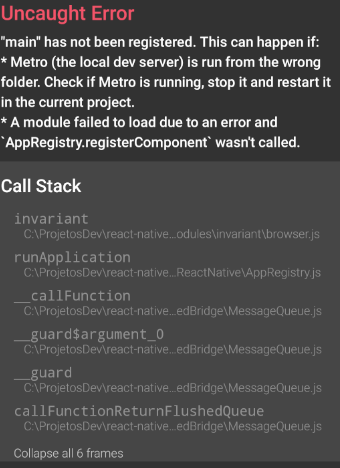 Uncaught Error
"main" has not been registered. This can happen if:
* Metro (the local dev server) is run from the wrong
folder. Check if Metro is running, stop it and restart it
in the current project.
* A module failed to load due to an error and
`AppRegistry.registerComponent` wasn't called.
Call Stack
invariant
C:\ProjetosDev\react-native...odules\invariant\browser.js
runApplication
C:\ProjetosDev\react-native...ReactNative\AppRegistry.js
__callFunction
C:\ProjetosDev\react-native...edBridge\MessageQueue.js
__guard$argument_0
C:\ProjetosDev\react-native...edBridge\MessageQueue.js
__guard
C:\ProjetosDev\react-native...edBridge\MessageQueue.js
callFunctionReturnFlushedQueue
C:\ProjetosDev\react-native...edBridge\MessageQueue.js
Collapse all 6 frames